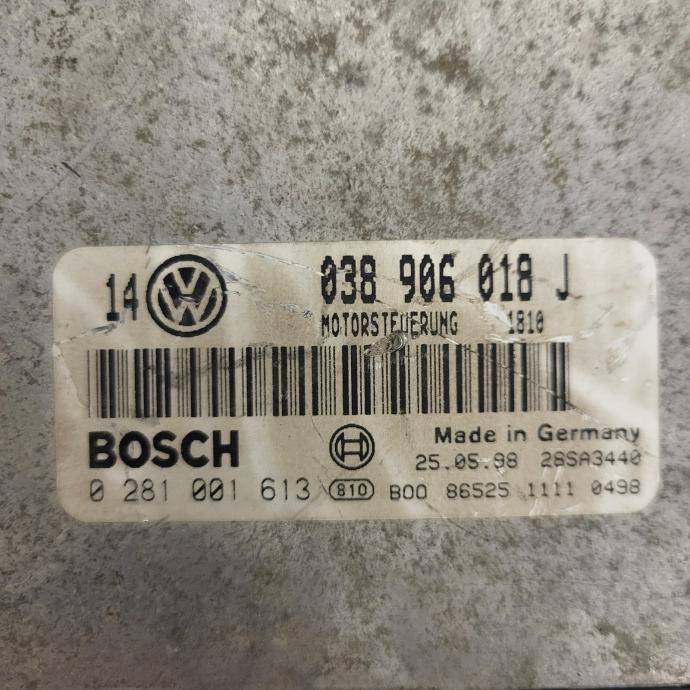 14 VW 038 906 018 J
MOTORSTEUERUNG 1810
BOSCH Made in Germany
25.05.98 28SA3440
0 281 001 613 810 B00 86525 1111 0498